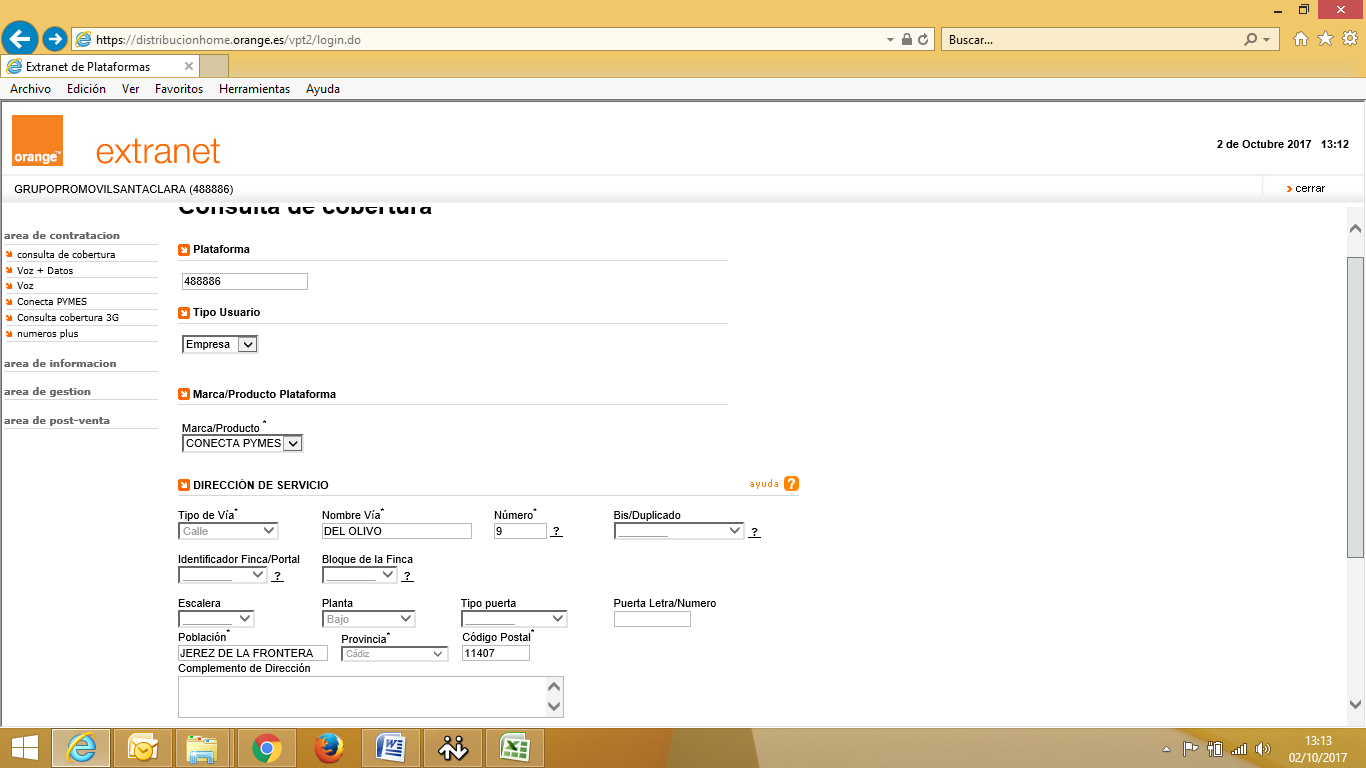 https://distribucionhome.orange.es/vpt2/login.do
Buscar...
Extranet de Plataformas
Archivo Edición Ver Favoritos Herramientas Ayuda
orange™
extranet
2 de Octubre 2017 13:12
GRUPOPROMOVILSANTACLARA (488886)
cerrar
Consulta de cobertura
area de contratacion
consulta de cobertura
Voz + Datos
Voz
Conecta PYMES
Consulta cobertura 3G
numeros plus
area de informacion
area de gestion
area de post-venta
Plataforma
488886
Tipo Usuario
Empresa
Marca/Producto Plataforma
Marca/Producto *
CONECTA PYMES
DIRECCIÓN DE SERVICIO
ayuda ?
Tipo de Vía* Nombre Vía* Número* Bis/Duplicado
Calle DEL OLIVO 9 ? ________ ?
Identificador Finca/Portal Bloque de la Finca
________ ? ________ ?
Escalera Planta Tipo puerta Puerta Letra/Numero
________ Bajo ________
Población* Provincia* Código Postal*
JEREZ DE LA FRONTERA Cádiz 11407
Complemento de Dirección
13:13
02/10/2017